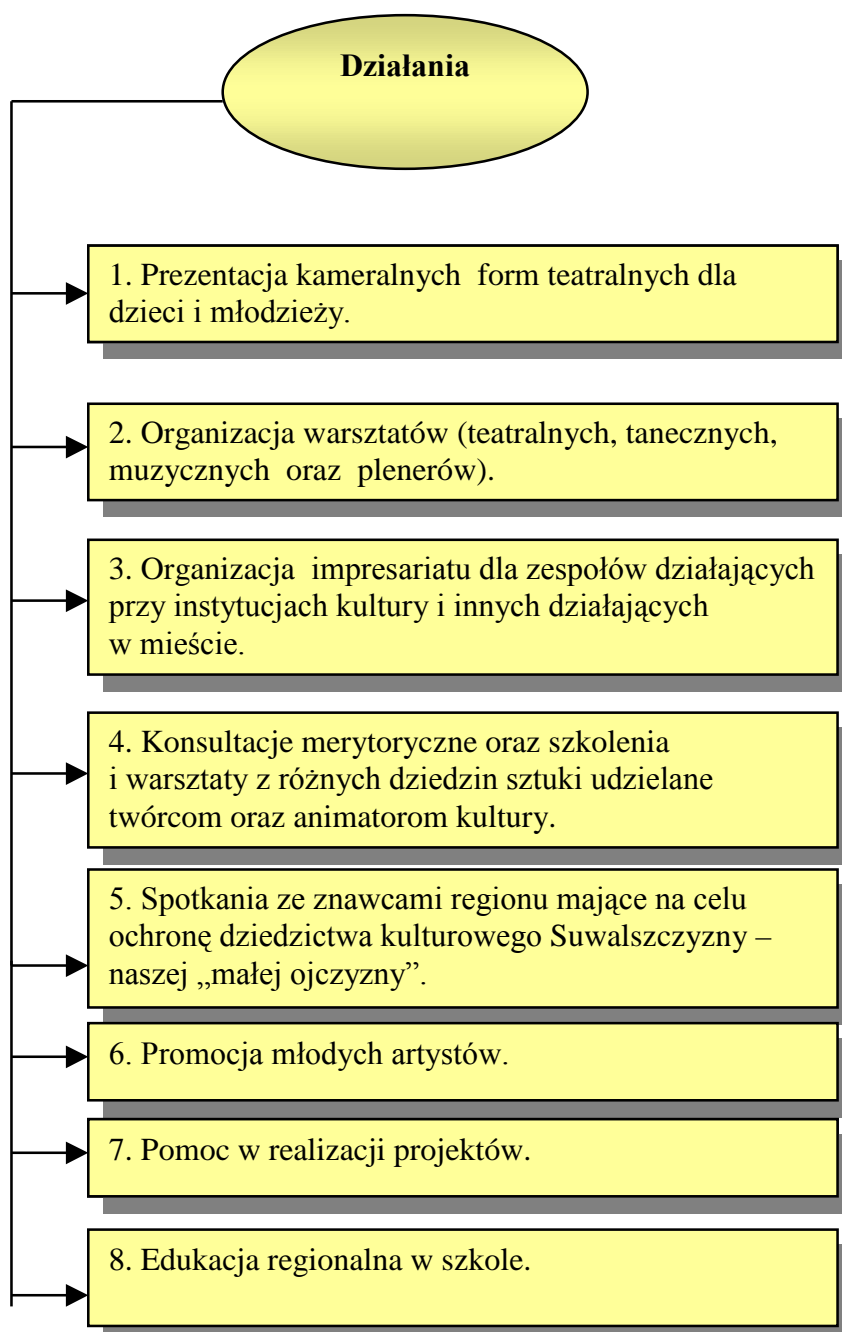 Działania
1. Prezentacja kameralnych  form teatralnych dla
dzieci i młodzieży.
2. Organizacja warsztatów (teatralnych, tanecznych,
muzycznych  oraz  plenerów).
3. Organizacja  impresariatu dla zespołów działających
przy instytucjach kultury i innych działających
w mieście.
4. Konsultacje merytoryczne oraz szkolenia
i warsztaty z różnych dziedzin sztuki udzielane
twórcom oraz animatorom kultury.
5. Spotkania ze znawcami regionu mające na celu
ochronę dziedzictwa kulturowego Suwalszczyzny –
naszej „małej ojczyzny”.
6. Promocja młodych artystów.
7. Pomoc w realizacji projektów.
8. Edukacja regionalna w szkole.